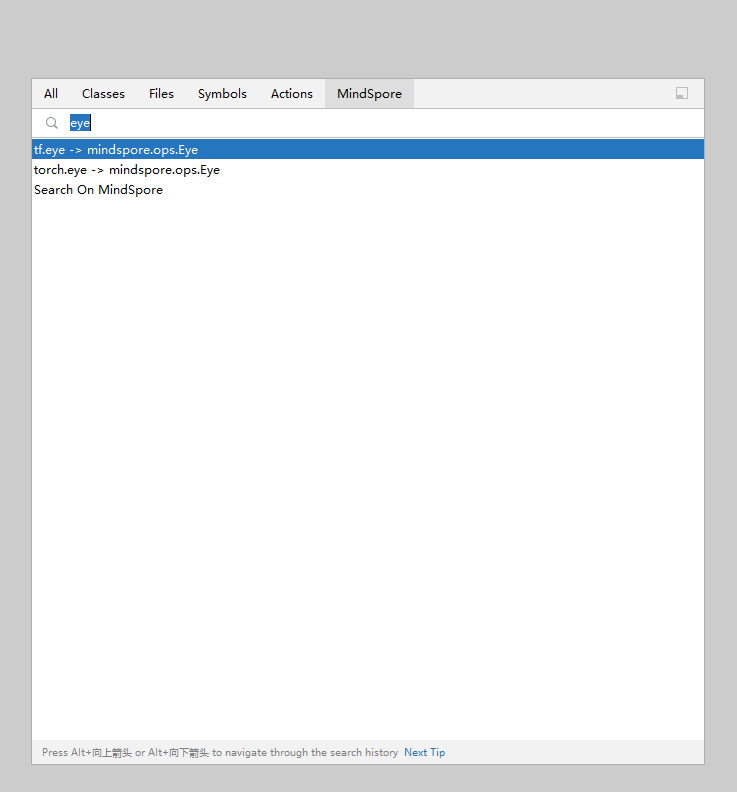 All Classes Files Symbols Actions MindSpore
eye
tf.eye -> mindspore.ops.Eye
torch.eye -> mindspore.ops.Eye
Search On MindSpore
Press Alt+向上箭头 or Alt+向下箭头 to navigate through the search history Next Tip